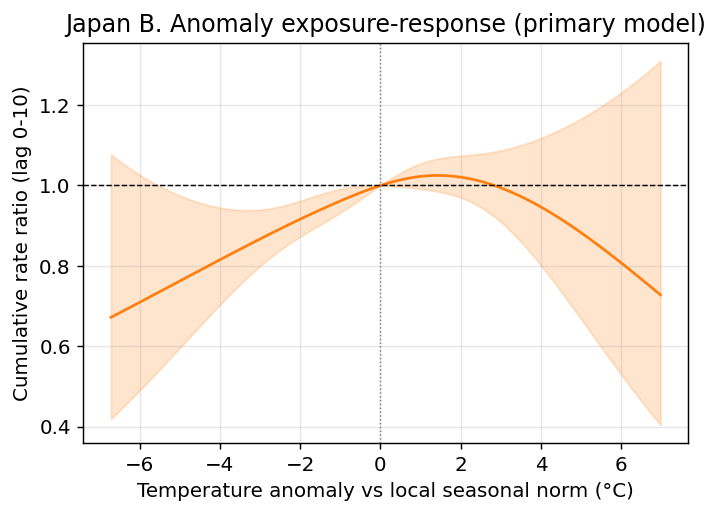 Japan B. Anomaly exposure-response (primary model)
Cumulative rate ratio (lag 0-10)
1.2
1.0
0.8
0.6
0.4
−6 −4 −2 0 2 4 6
Temperature anomaly vs local seasonal norm (°C)